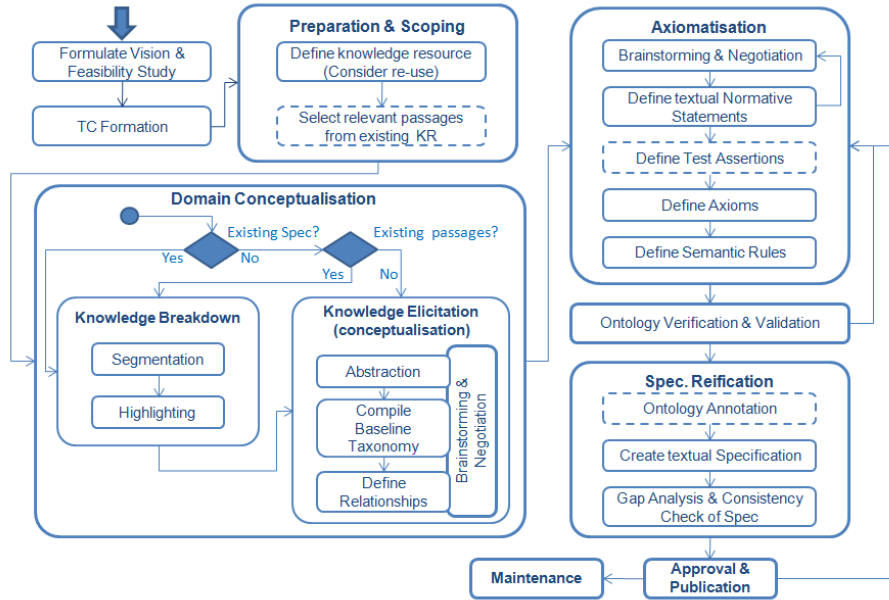 Formulate Vision &
Feasibility Study
TC Formation
Preparation & Scoping
Define knowledge resource
(Consider re-use)
Select relevant passages
from existing KR
Domain Conceptualisation
Existing Spec?
Existing passages?
Yes
No
Yes
No
Knowledge Breakdown
Segmentation
Highlighting
Knowledge Elicitation
(conceptualisation)
Abstraction
Compile
Baseline
Taxonomy
Define
Relationships
Brainstorming &
Negotiation
Axiomatisation
Brainstorming & Negotiation
Define textual Normative
Statements
Define Test Assertions
Define Axioms
Define Semantic Rules
Ontology Verification & Validation
Spec. Reification
Ontology Annotation
Create textual Specification
Gap Analysis & Consistency
Check of Spec
Approval &
Publication
Maintenance